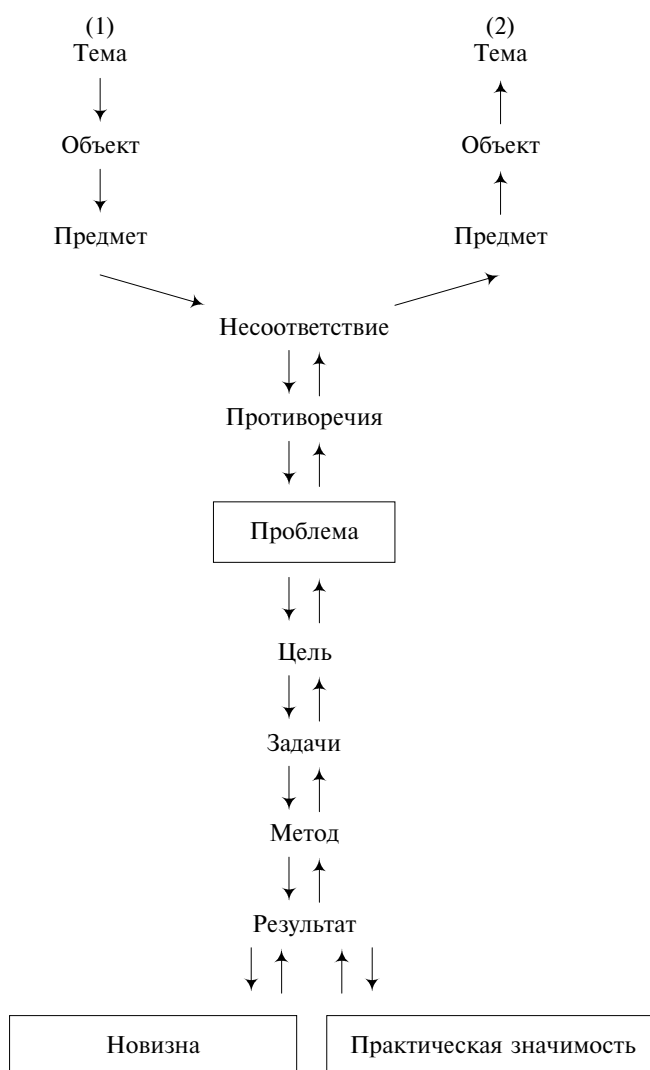 (1)
Тема
Объект
Предмет
(2)
Тема
Объект
Предмет
Несоответствие
Противоречия
Проблема
Цель
Задачи
Метод
Результат
Новизна
Практическая значимость